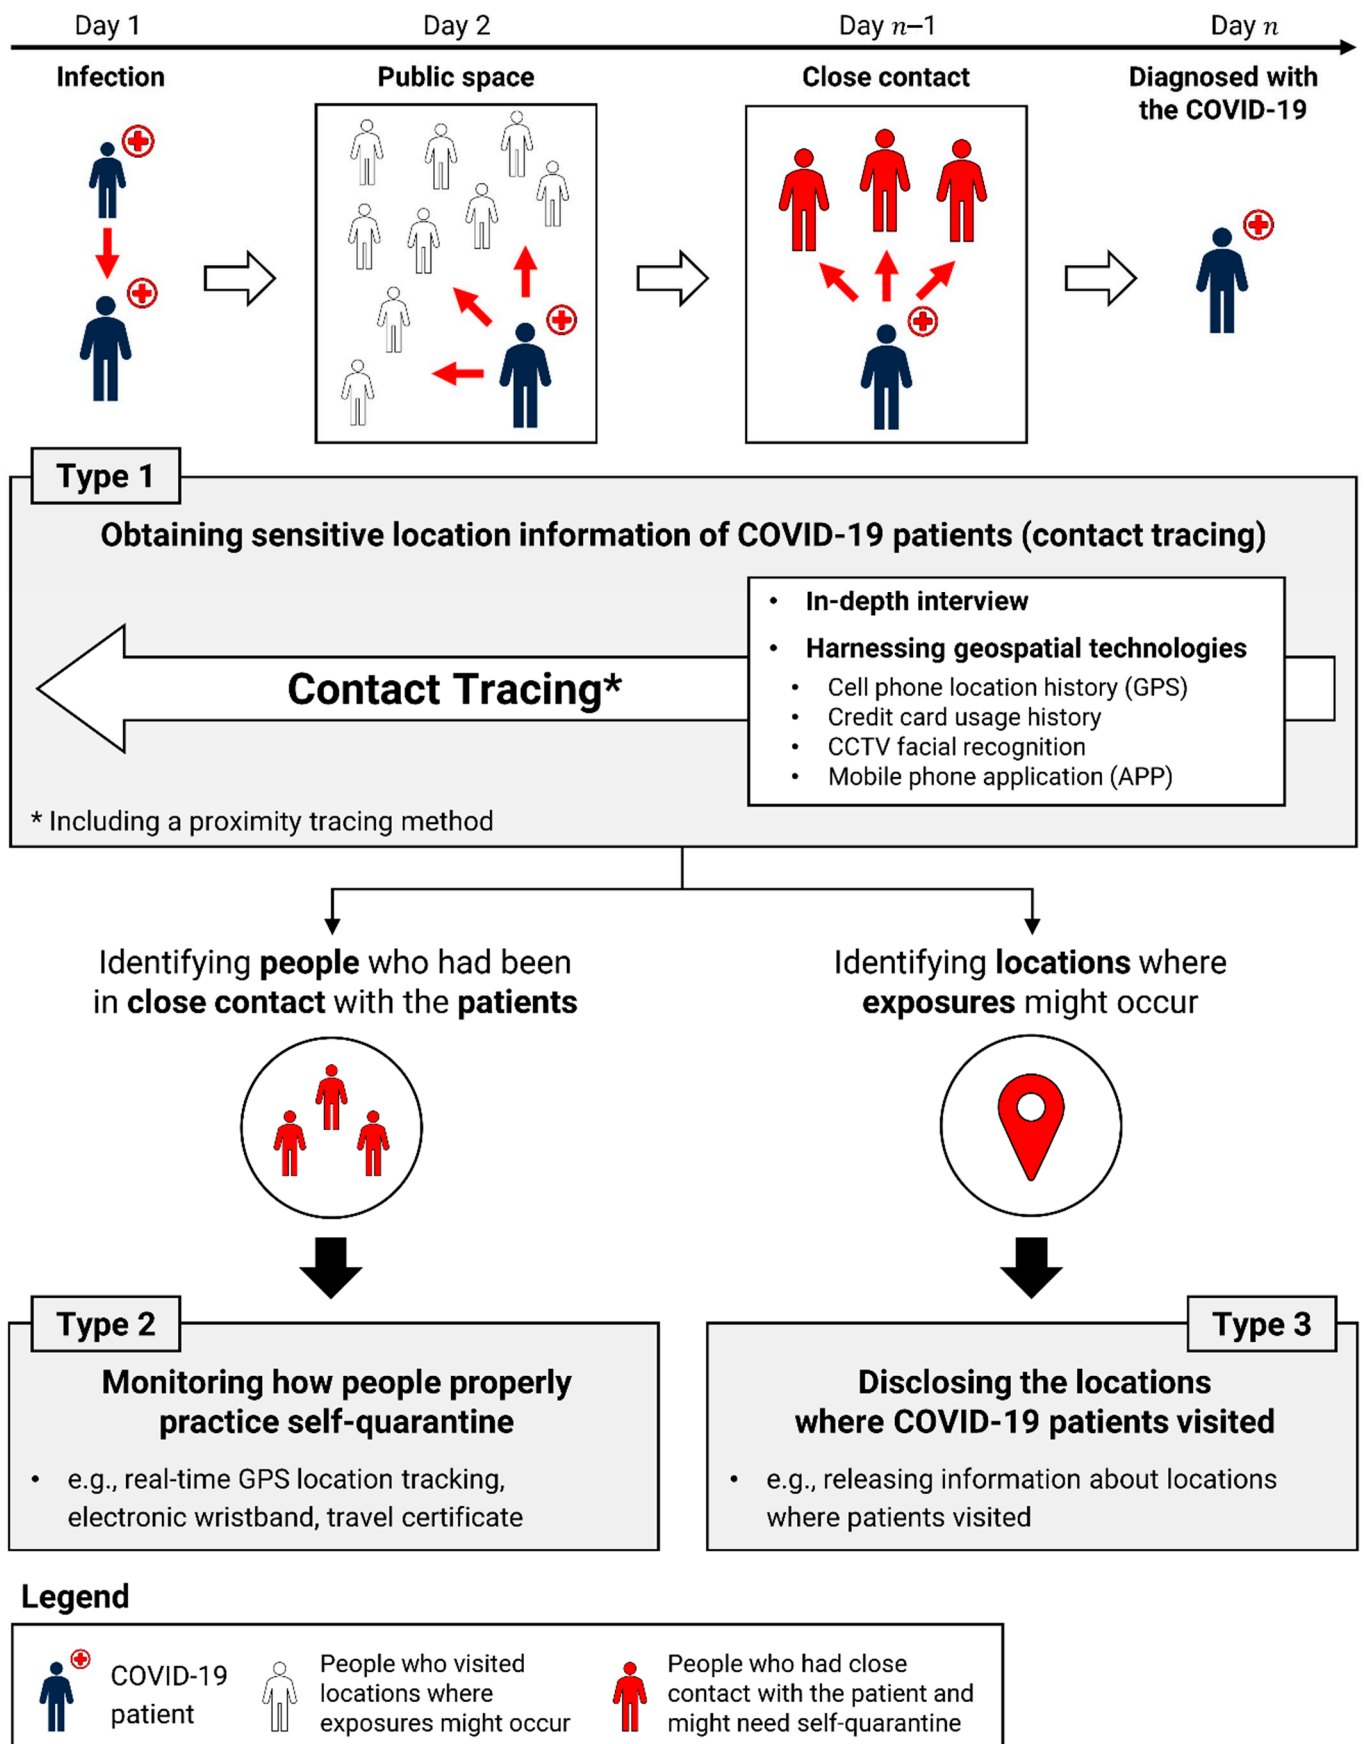 Day 1
Day 2
Day n–1
Day n
Infection
Public space
Close contact
Diagnosed with
the COVID-19
Type 1
Obtaining sensitive location information of COVID-19 patients (contact tracing)
• In-depth interview
• Harnessing geospatial technologies
• Cell phone location history (GPS)
• Credit card usage history
• CCTV facial recognition
• Mobile phone application (APP)
Contact Tracing*
* Including a proximity tracing method
Identifying people who had been
in close contact with the patients
Identifying locations where
exposures might occur
Type 2
Monitoring how people properly
practice self-quarantine
• e.g., real-time GPS location tracking,
electronic wristband, travel certificate
Type 3
Disclosing the locations
where COVID-19 patients visited
• e.g., releasing information about locations
where patients visited
Legend
COVID-19
patient
People who visited
locations where
exposures might occur
People who had close
contact with the patient and
might need self-quarantine